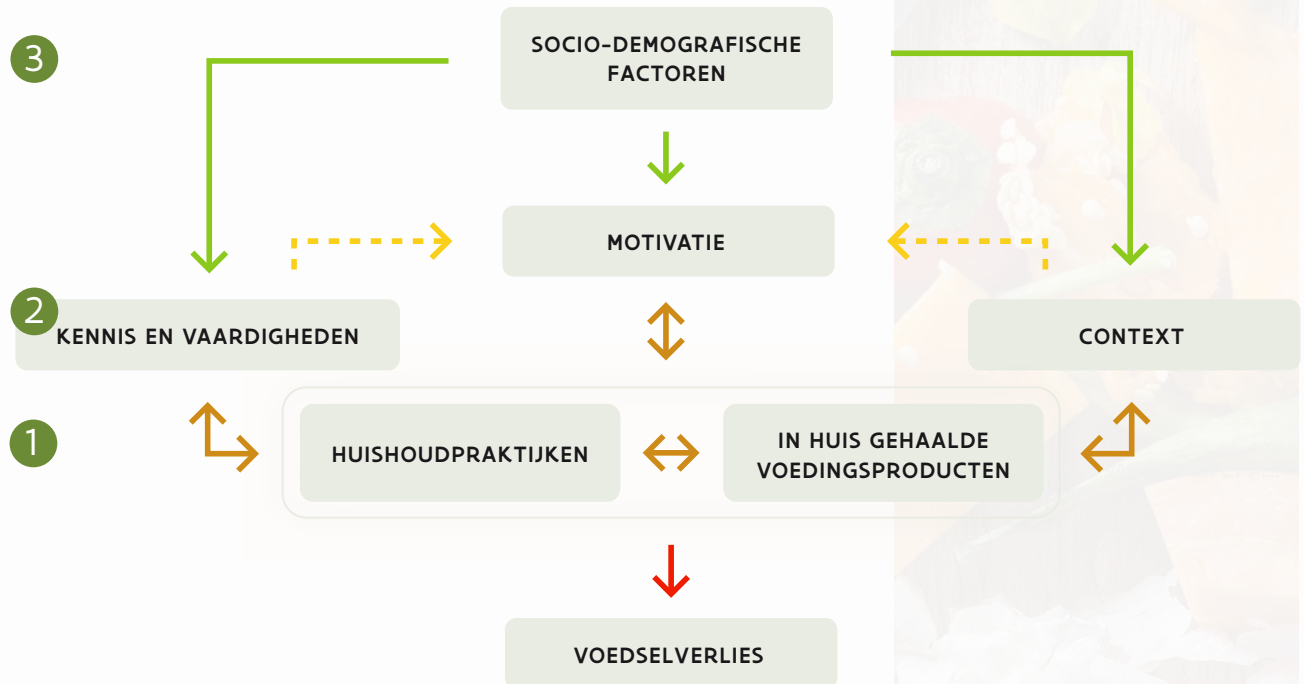 3
SOCIO-DEMOGRAFISCHE
FACTOREN
MOTIVATIE
2
KENNIS EN VAARDIGHEDEN
CONTEXT
1
HUISHOUDPRAKTIJKEN
IN HUIS GEHAALDE
VOEDINGSPRODUCTEN
VOEDSELVERLIES